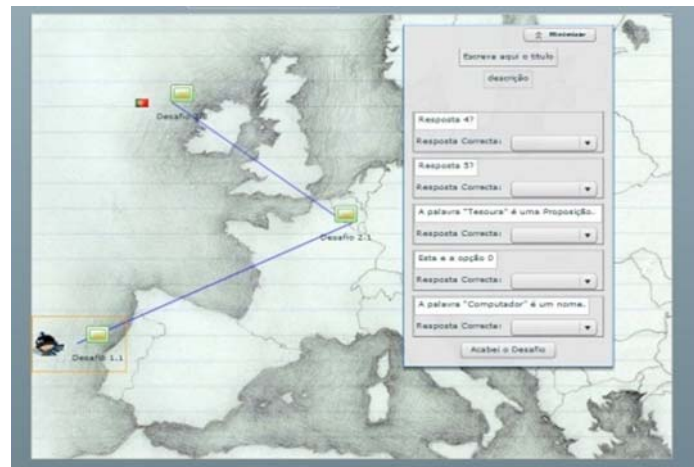 Minimizar
Escreva aqui o título
descrição
Resposta 4?
Resposta Correcta:
Resposta 5?
Resposta Correcta:
A palavra "Tesoura" é uma Proposição.
Resposta Correcta:
Esta e a opção 0
Resposta Correcta:
A palavra "Computador" é um nome.
Resposta Correcta:
Acabei o Desafio
Desafio
Desafio 2.1
Desafio 1.1